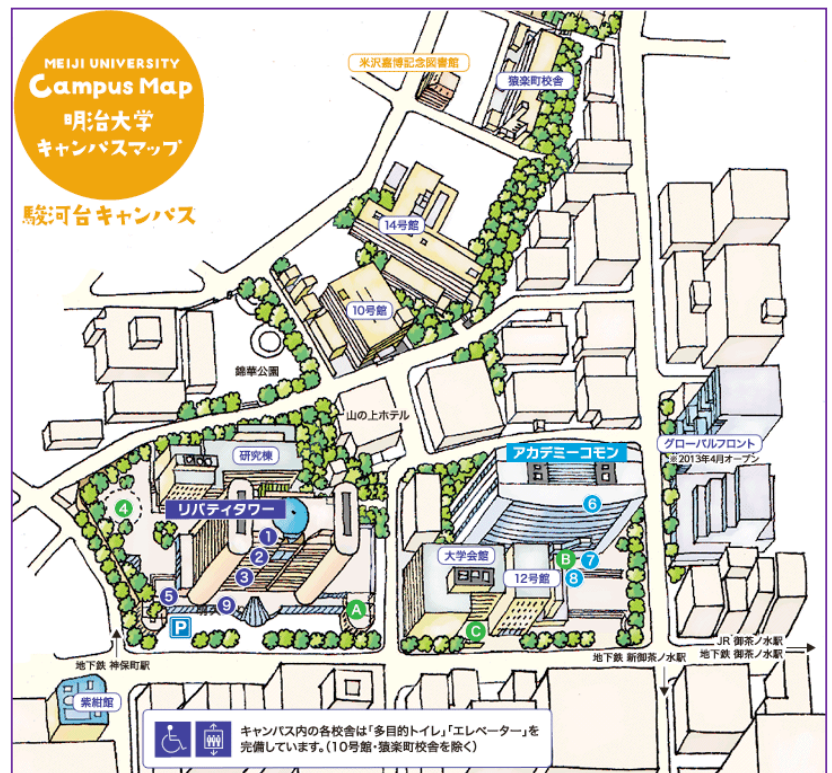 MEIJI UNIVERSITY
Campus Map
明治大学
キャンパスマップ
駿河台キャンパス
米沢嘉博記念図書館
猿楽町校舎
14号館
10号館
錦華公園
山の上ホテル
グローバルフロント
※2013年4月オープン
研究棟
アカデミーコモン
リバティタワー
4
6
1
2
3
大学会館
B
7
12号館
8
5
9
A
P
C
JR 御茶ノ水駅
地下鉄 新御茶ノ水駅
地下鉄 御茶ノ水駅
地下鉄 神保町駅
紫紺館
キャンパス内の各校舎は「多目的トイレ」「エレベーター」を
完備しています。(10号館・猿楽町校舎を除く)